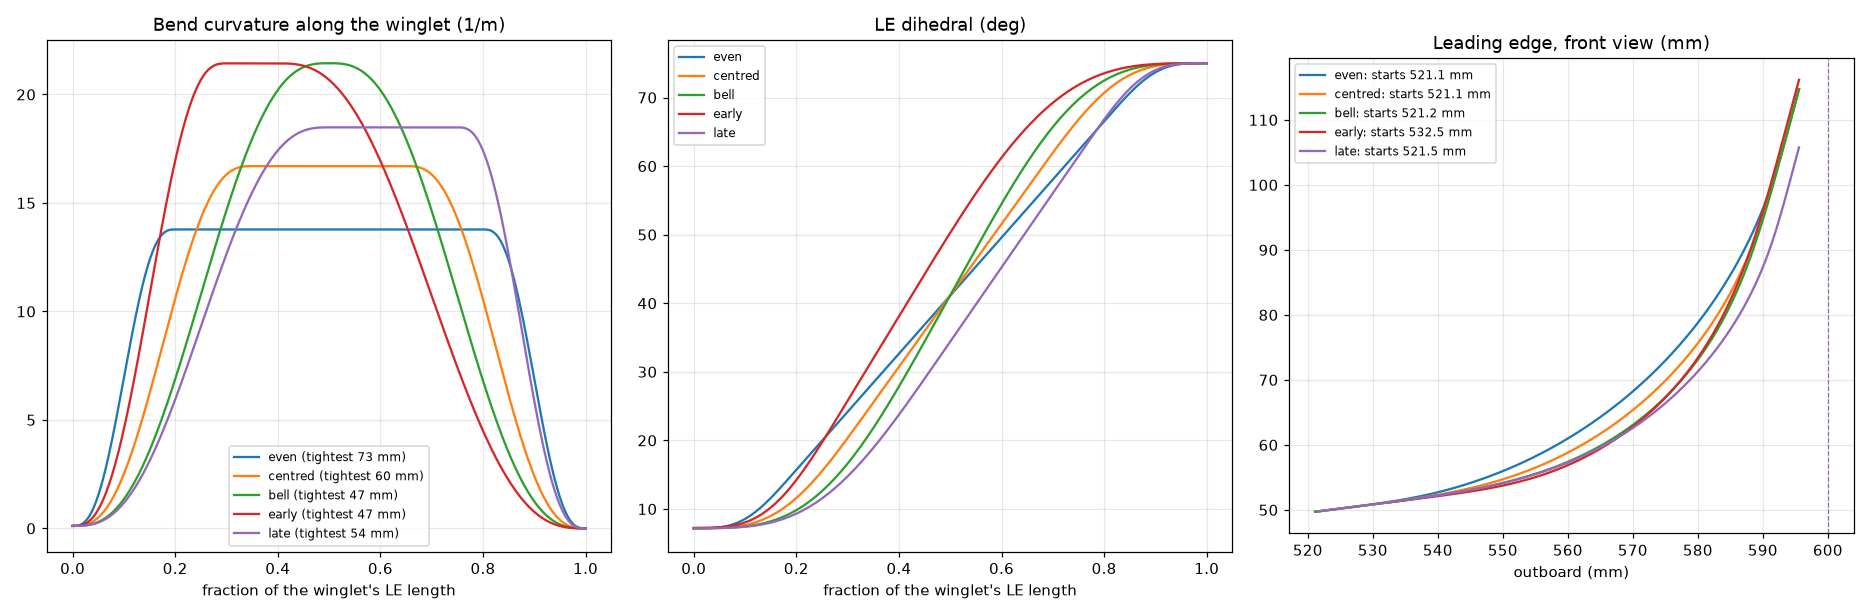 Bend curvature along the winglet (1/m)
20
15
10
5
0
even (tightest 73 mm)
centred (tightest 60 mm)
bell (tightest 47 mm)
early (tightest 47 mm)
late (tightest 54 mm)
0.0 0.2 0.4 0.6 0.8 1.0
fraction of the winglet's LE length
LE dihedral (deg)
even
centred
bell
early
late
70
60
50
40
30
20
10
0.0 0.2 0.4 0.6 0.8 1.0
fraction of the winglet's LE length
Leading edge, front view (mm)
even: starts 521.1 mm
centred: starts 521.1 mm
bell: starts 521.2 mm
early: starts 532.5 mm
late: starts 521.5 mm
110
100
90
80
70
60
50
520 530 540 550 560 570 580 590 600
outboard (mm)